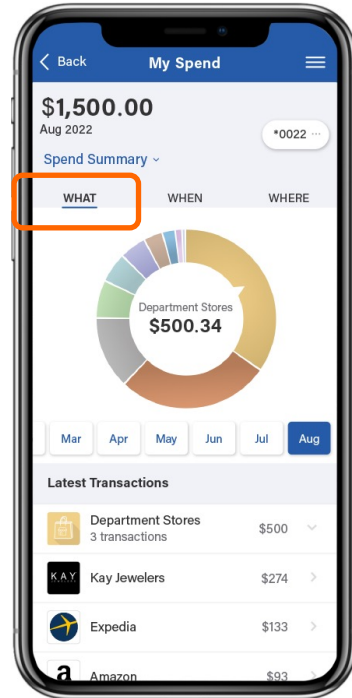 Back
My Spend
$1,500.00
Aug 2022
*0022 ...
Spend Summary
WHAT
WHEN
WHERE
Department Stores
$500.34
Mar
Apr
May
Jun
Jul
Aug
Latest Transactions
Department Stores
$500
3 transactions
KAY
Kay Jewelers
$274
Expedia
$133
a
Amazon
$93